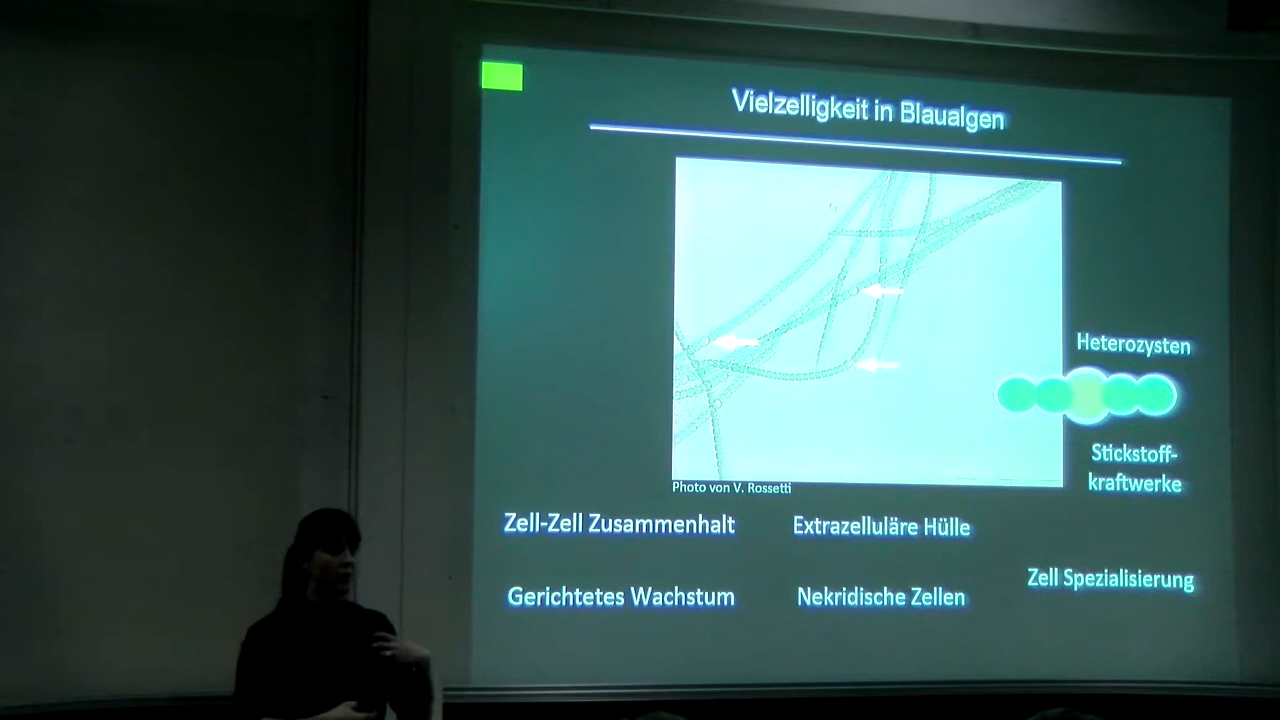 Vielzelligkeit in Blaualgen
Heterozysten
Stickstoff-
kraftwerke
Photo von V. Rossetti
Zell-Zell Zusammenhalt
Extrazelluläre Hülle
Zell Spezialisierung
Gerichtetes Wachstum
Nekridische Zellen